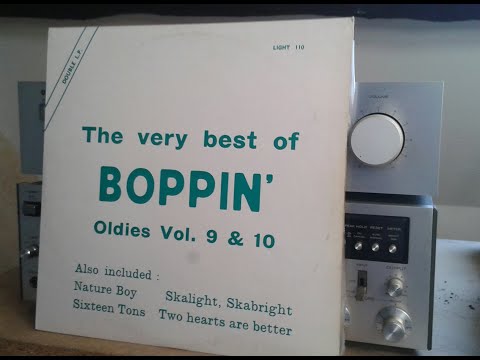 DOUBLE L.P.
LIGHT 110
The very best of
BOPPIN'
Oldies Vol. 9 & 10
Also included :
Nature Boy Skalight, Skabright
Sixteen Tons Two hearts are better
VOLUME